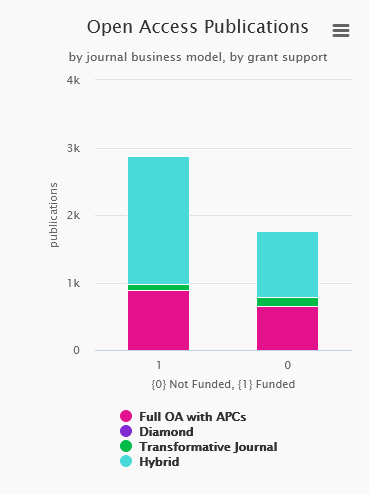 Open Access Publications
by journal business model, by grant support
4k
3k
2k
1k
0
publications
1
0
{0} Not Funded, {1} Funded
Full OA with APCs
Diamond
Transformative Journal
Hybrid